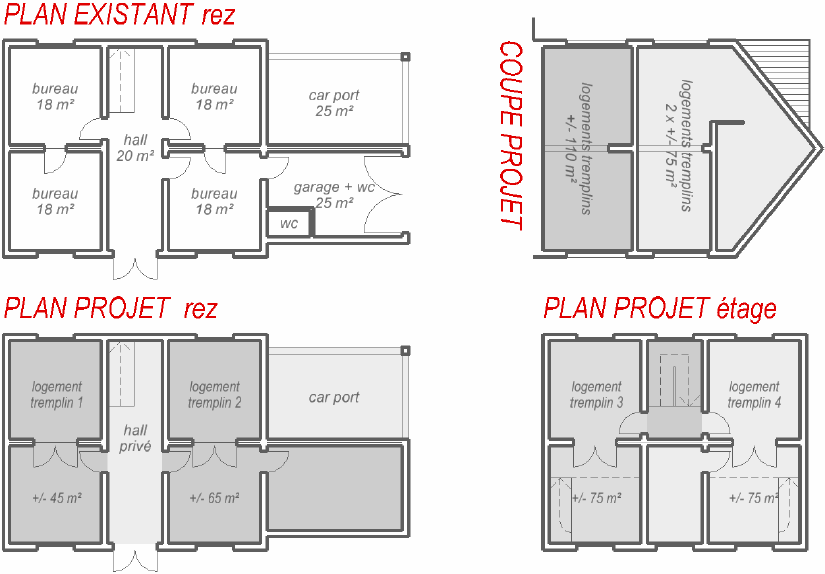 PLAN EXISTANT rez
bureau
18 m²
bureau
18 m²
car port
25 m²
hall
20 m²
bureau
18 m²
bureau
18 m²
garage + wc
25 m²
wc
COUPE PROJET
logements tremplins
+/- 110 m²
logements tremplins
2 x +/- 75 m²
PLAN PROJET rez
logement
tremplin 1
logement
tremplin 2
car port
hall
privé
+/- 45 m²
+/- 65 m²
PLAN PROJET étage
logement
tremplin 3
logement
tremplin 4
+/- 75 m²
+/- 75 m²